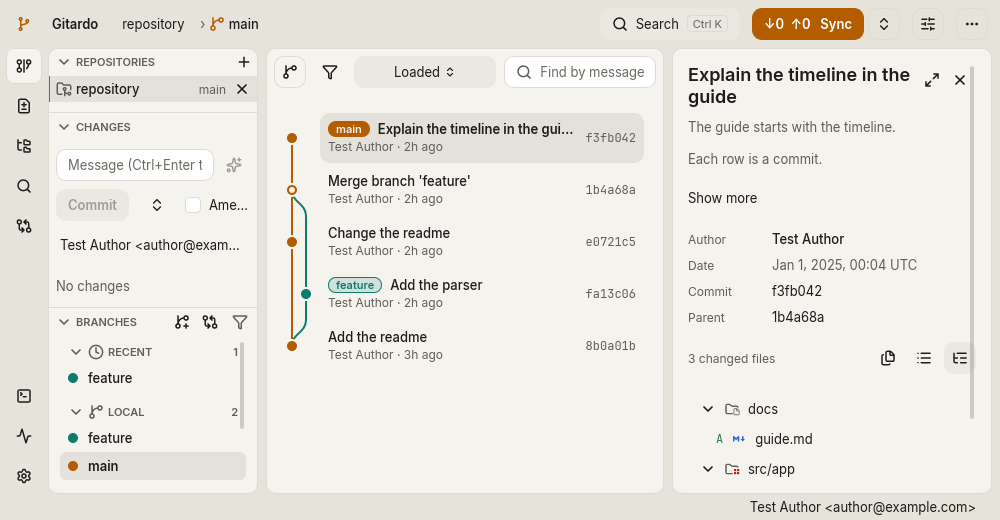 Gitardo repository › main Search Ctrl K ↓0 ↑0 Sync
REPOSITORIES
repository main
CHANGES
Message (Ctrl+Enter t
Commit Ame...
Test Author <author@exam...
No changes
BRANCHES
RECENT 1
feature
LOCAL 2
feature
main
Loaded Find by message
main Explain the timeline in the gui... f3fb042
Test Author · 2h ago
Merge branch 'feature' 1b4a68a
Test Author · 2h ago
Change the readme e0721c5
Test Author · 2h ago
feature Add the parser fa13c06
Test Author · 2h ago
Add the readme 8b0a01b
Test Author · 3h ago
Explain the timeline in the
guide
The guide starts with the timeline.
Each row is a commit.
Show more
Author Test Author
Date Jan 1, 2025, 00:04 UTC
Commit f3fb042
Parent 1b4a68a
3 changed files
docs
A M↓ guide.md
src/app
Test Author <author@example.com>